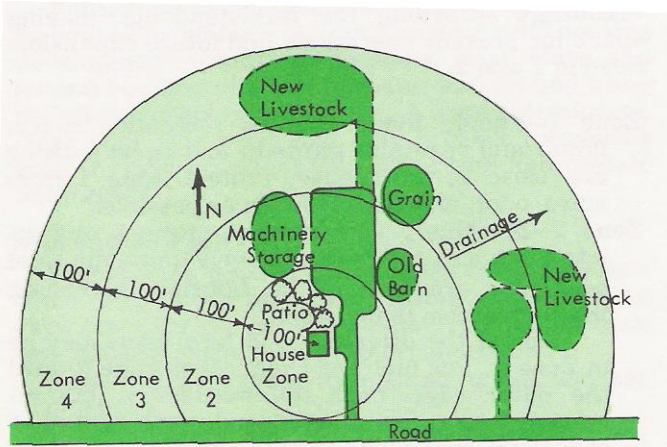 New
Livestock
N
Grain
Machinery
Storage
Drainage
Old
Barn
New
Livestock
100'
100'
100'
100'
Patio
House
Zone
4
Zone
3
Zone
2
Zone
1
Road